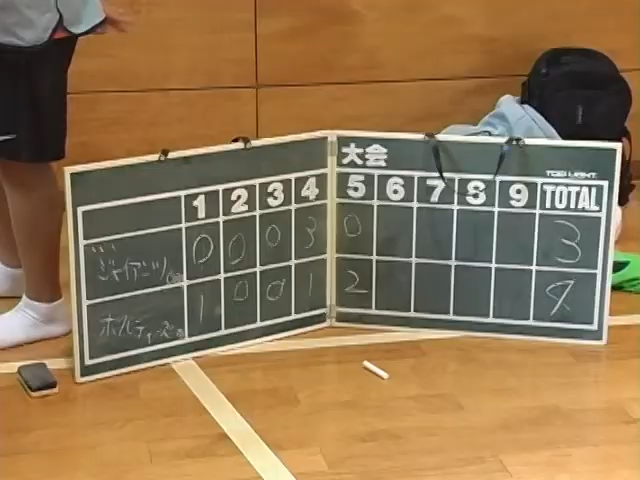 大会
TOEI LIGHT
1 2 3 4 5 6 7 8 9 TOTAL
ジャイアンツ 0 0 0 3 0 3
ボルティーズ 1 0 0 1 2 4